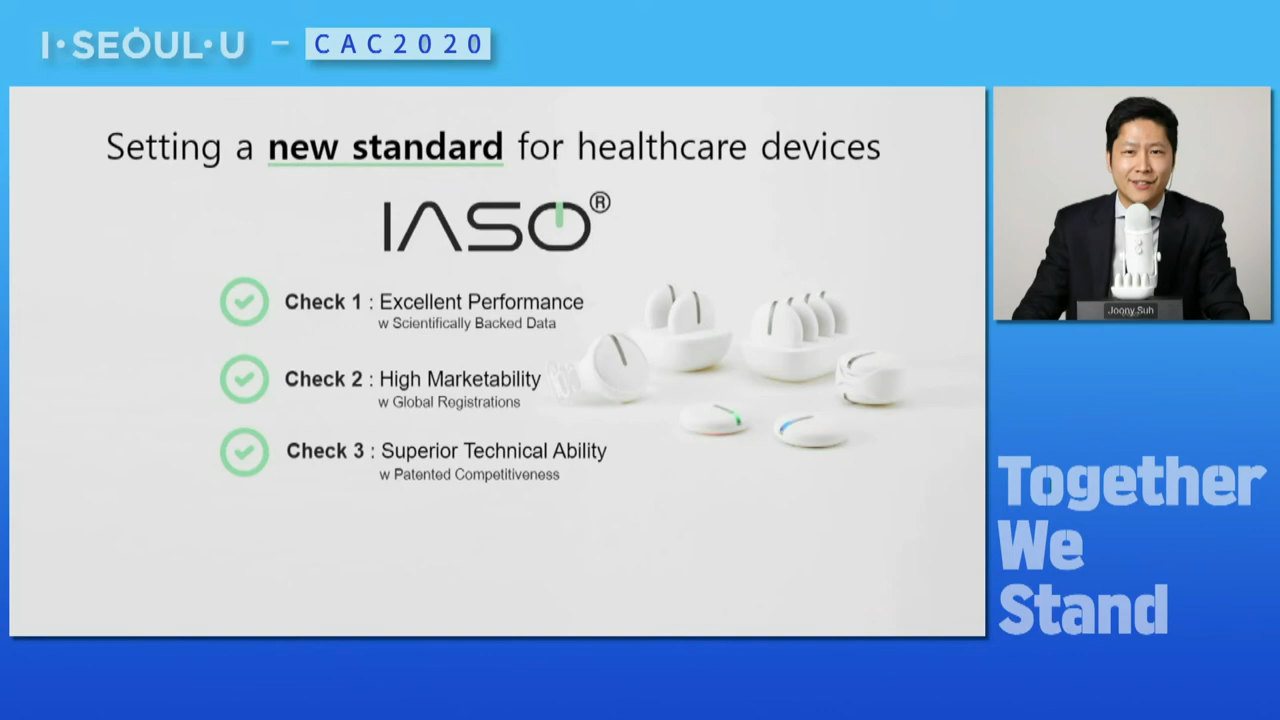 I·SEOUL·U – CAC2020
Setting a new standard for healthcare devices
IASO®
Check 1 : Excellent Performance
w Scientifically Backed Data
Check 2 : High Marketability
w Global Registrations
Check 3 : Superior Technical Ability
w Patented Competitiveness
Joony Suh
Together
We
Stand